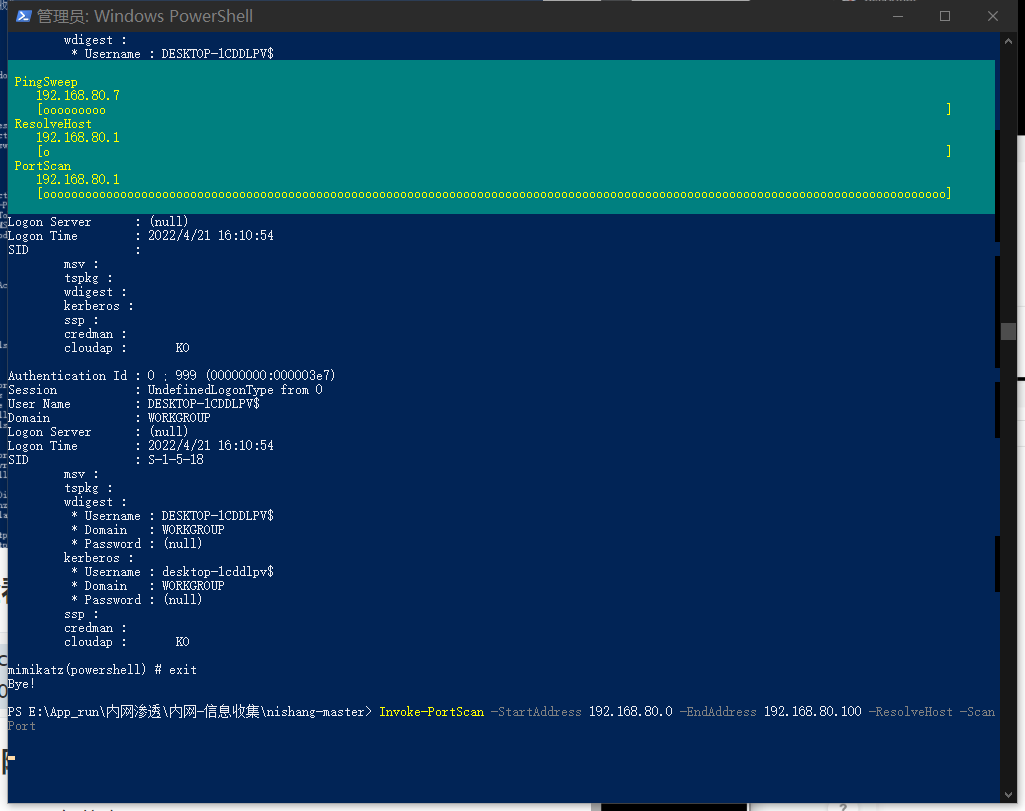 管理员: Windows PowerShell
wdigest :
* Username : DESKTOP-1CDDLPV$
PingSweep
192.168.80.7
[ooooooooo ]
ResolveHost
192.168.80.1
[o ]
PortScan
192.168.80.1
[ooooooooooooooooooooooooooooooooooooooooooooooooooooooooooooooooooooooooooooooooooooooooooooooooooooooooooooooooooooooooooooooooo]
Logon Server : (null)
Logon Time : 2022/4/21 16:10:54
SID :
msv :
tspkg :
wdigest :
kerberos :
ssp :
credman :
cloudap : KO
Authentication Id : 0 ; 999 (00000000:000003e7)
Session : UndefinedLogonType from 0
User Name : DESKTOP-1CDDLPV$
Domain : WORKGROUP
Logon Server : (null)
Logon Time : 2022/4/21 16:10:54
SID : S-1-5-18
msv :
tspkg :
wdigest :
* Username : DESKTOP-1CDDLPV$
* Domain : WORKGROUP
* Password : (null)
kerberos :
* Username : desktop-1cddlpv$
* Domain : WORKGROUP
* Password : (null)
ssp :
credman :
cloudap : KO
mimikatz(powershell) # exit
Bye!
PS E:\App_run\内网渗透\内网-信息收集\nishang-master> Invoke-PortScan -StartAddress 192.168.80.0 -EndAddress 192.168.80.100 -ResolveHost -Scan
Port